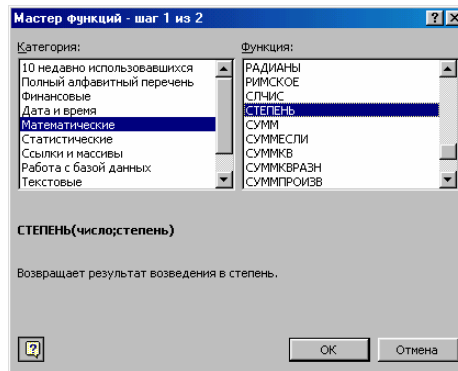 Мастер функций - шаг 1 из 2
Категория:
10 недавно использовавшихся
Полный алфавитный перечень
Финансовые
Дата и время
Математические
Статистические
Ссылки и массивы
Работа с базой данных
Текстовые
Функция:
РАДИАНЫ
РИМСКОЕ
СЛЧИС
СТЕПЕНЬ
СУММ
СУММЕСЛИ
СУММКВ
СУММКВРАЗН
СУММПРОИЗВ
СТЕПЕНЬ(число;степень)
Возвращает результат возведения в степень.
ОК
Отмена